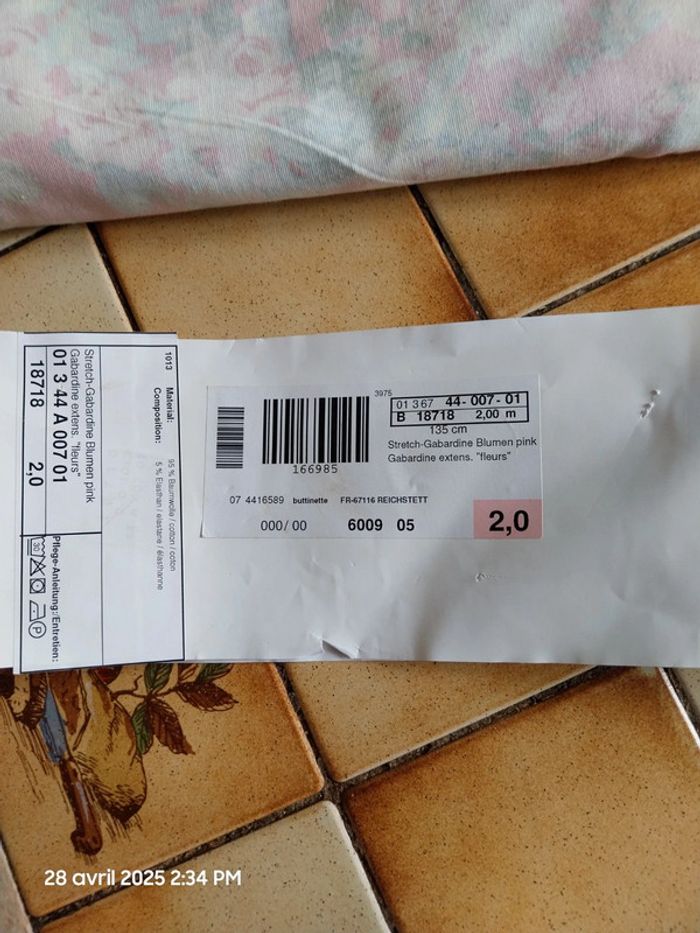 3975
01 3 67 44-007-01
B 18718 2,00 m
135 cm
166985
Stretch-Gabardine Blumen pink
Gabardine extens. "fleurs"
07 4416589 buttinette FR-67116 REICHSTETT
000/ 00 6009 05
2,0
1013 Material:
Composition:
95 % Baumwolle / cotton / coton
5 % Elasthan / elastane / élasthanne
Stretch-Gabardine Blumen pink
Gabardine extens. "fleurs"
01 3 44 A 007 01
18718 2,0
Pflege-Anleitung:/Entretien:
30
P
28 avril 2025 2:34 PM